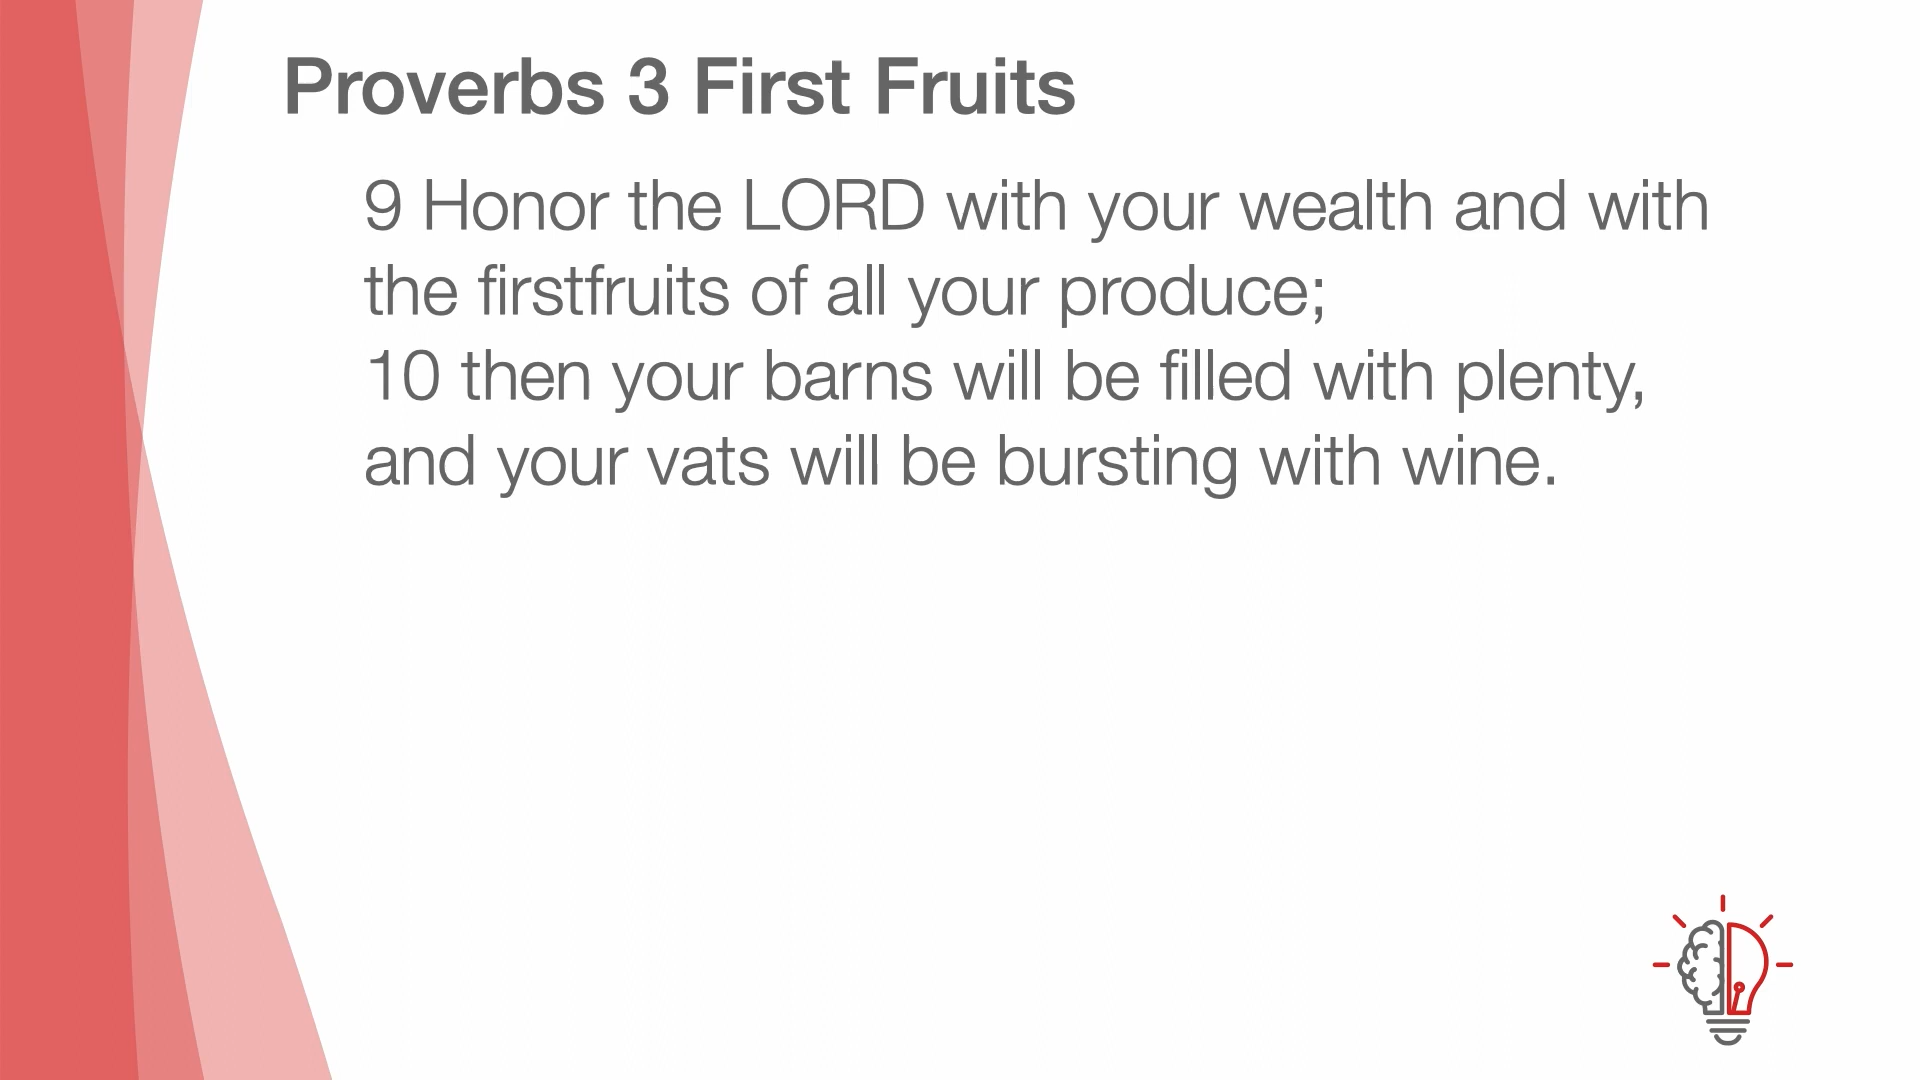 Proverbs 3 First Fruits
9 Honor the LORD with your wealth and with
the firstfruits of all your produce;
10 then your barns will be filled with plenty,
and your vats will be bursting with wine.